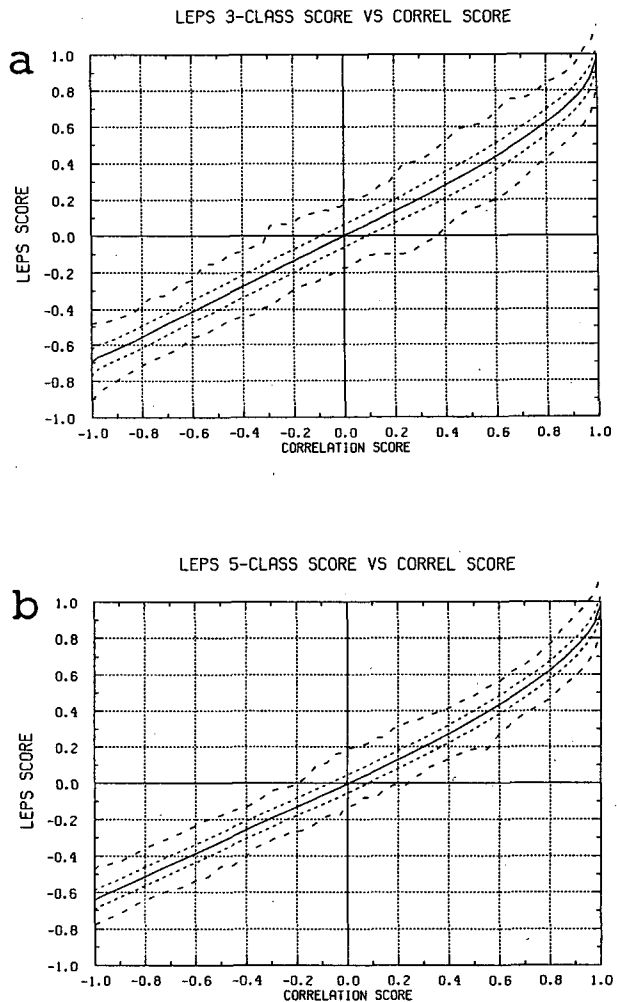 LEPS 3-CLASS SCORE VS CORREL SCORE
a
1.0
0.8
0.6
0.4
0.2
0.0
-0.2
-0.4
-0.6
-0.8
-1.0
LEPS SCORE
-1.0 -0.8 -0.6 -0.4 -0.2 0.0 0.2 0.4 0.6 0.8 1.0
CORRELATION SCORE
LEPS 5-CLASS SCORE VS CORREL SCORE
b
1.0
0.8
0.6
0.4
0.2
0.0
-0.2
-0.4
-0.6
-0.8
-1.0
LEPS SCORE
-1.0 -0.8 -0.6 -0.4 -0.2 0.0 0.2 0.4 0.6 0.8 1.0
CORRELATION SCORE